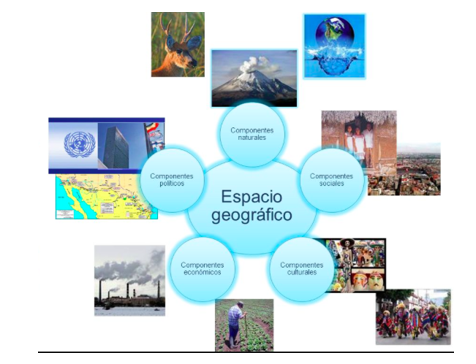 Componentes
naturales
Componentes
políticos
Componentes
sociales
Espacio
geográfico
Componentes
económicos
Componentes
culturales